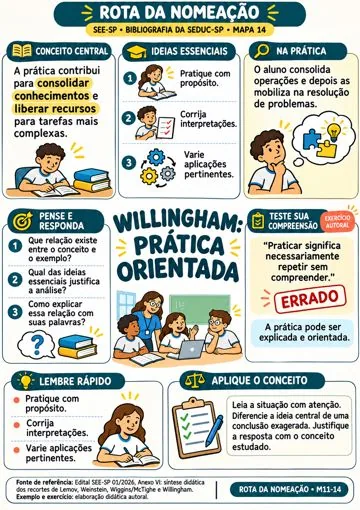 ROTA DA NOMEAÇÃO
SEE-SP • BIBLIOGRAFIA DA SEDUC-SP • MAPA 14
CONCEITO CENTRAL
A prática contribui
para consolidar
conhecimentos e
liberar recursos
para tarefas mais
complexas.
IDEIAS ESSENCIAIS
1
Pratique com
propósito.
2
Corrija
interpretações.
3
Varie
aplicações
pertinentes.
NA PRÁTICA
O aluno consolida
operações e depois as
mobiliza na resolução
de problemas.
PENSE E
RESPONDA
1
Que relação existe
entre o conceito e
o exemplo?
2
Qual das ideias
essenciais justifica
a análise?
3
Como explicar
essa relação com
suas palavras?
?
WILLINGHAM:
PRÁTICA
ORIENTADA
TESTE SUA
COMPREENSÃO
EXERCÍCIO
AUTORAL
“Praticar significa
necessariamente
repetir sem
compreender.”
ERRADO
A prática pode ser
explicada e orientada.
LEMBRE RÁPIDO
Pratique com
propósito.
Corrija
interpretações.
Varie aplicações
pertinentes.
APLIQUE O CONCEITO
Leia a situação com atenção.
Diferencie a ideia central de uma
conclusão exagerada. Justifique
a resposta com o conceito
estudado.
Fonte de referência: Edital SEE-SP 01/2026, Anexo VI: síntese didática
dos recortes de Lemov, Weinstein, Wiggins/McTighe e Willingham.
Exemplo e exercício: elaboração didática autoral.
ROTA DA NOMEAÇÃO • M11-14